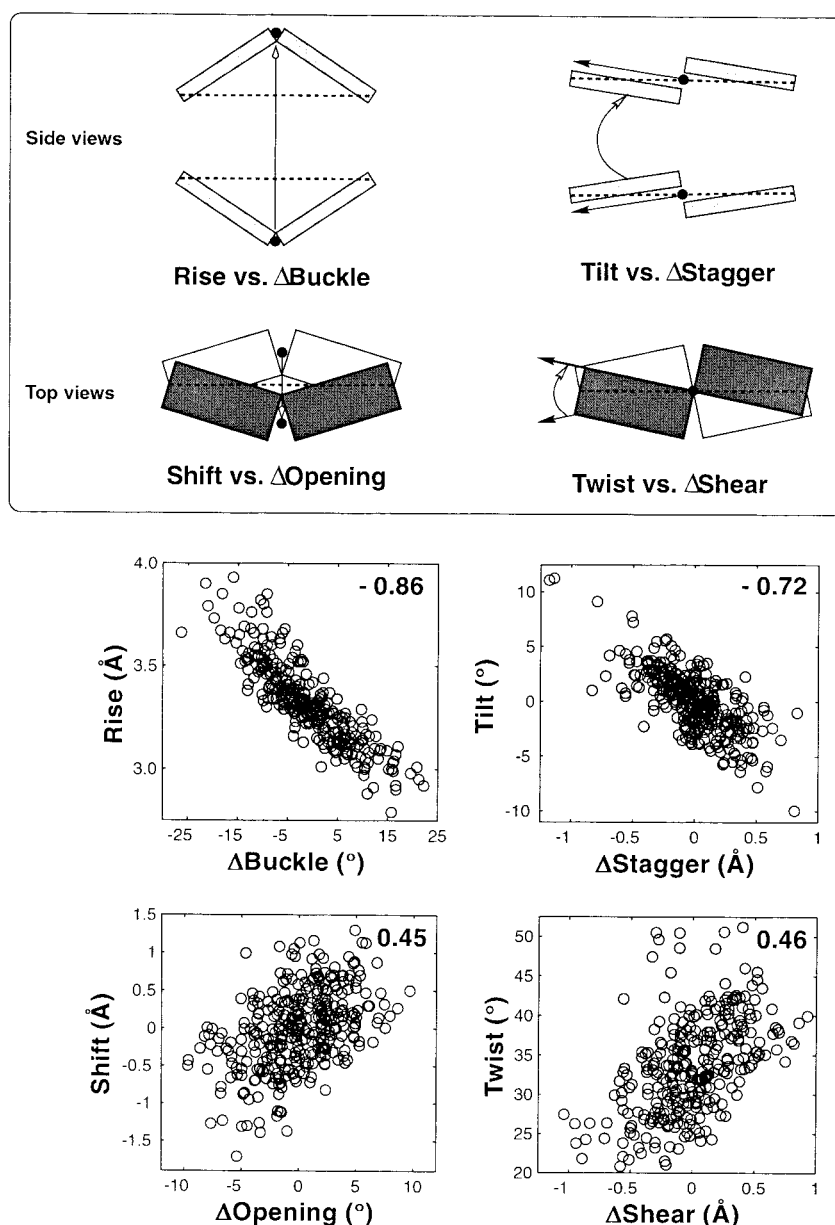 Side views
Rise vs. ΔBuckle
Tilt vs. ΔStagger
Top views
Shift vs. ΔOpening
Twist vs. ΔShear
4.0
3.5
3.0
Rise (Å)
- 0.86
-25 -15 -5 5 15 25
ΔBuckle (°)
10
5
0
-5
-10
Tilt (°)
- 0.72
-1 -0.5 0 0.5 1
ΔStagger (Å)
1.5
1
0.5
0
-0.5
-1
-1.5
Shift (Å)
0.45
-10 -5 0 5 10
ΔOpening (°)
50
45
40
35
30
25
20
Twist (°)
0.46
-1 -0.5 0 0.5 1
ΔShear (Å)